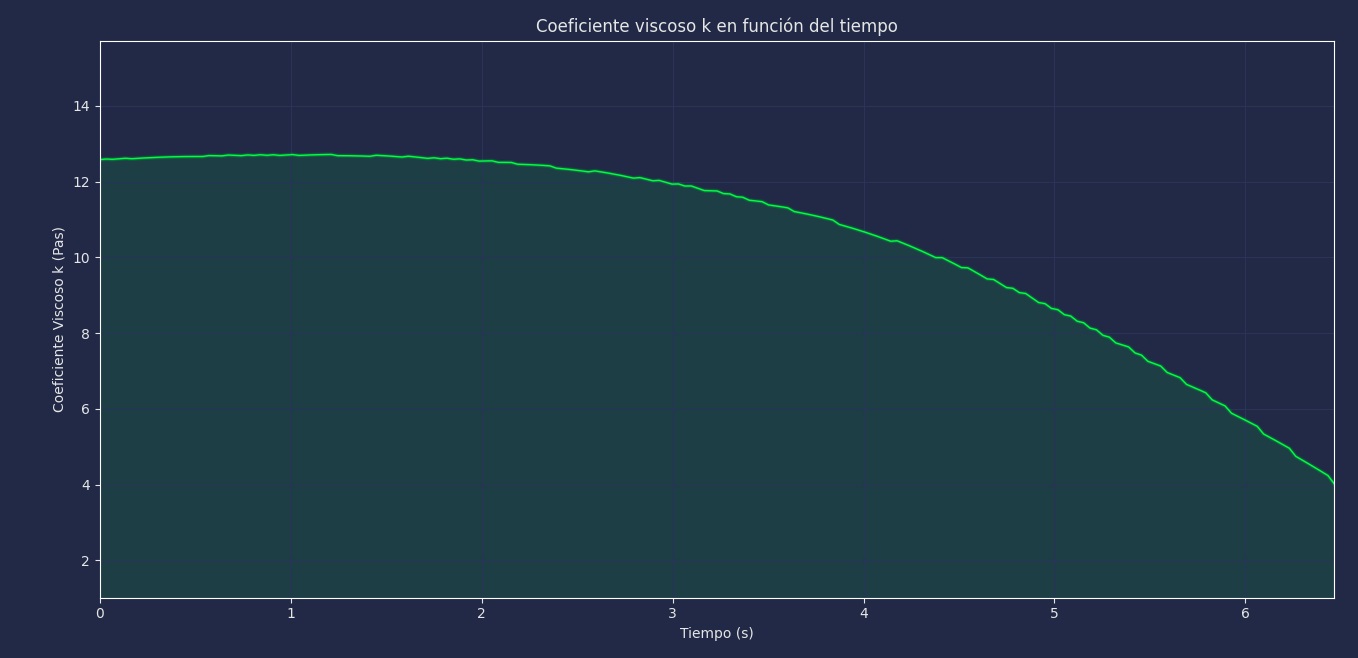 Coeficiente viscoso k en función del tiempo
Coeficiente Viscoso k (Pas)
14
12
10
8
6
4
2
0 1 2 3 4 5 6
Tiempo (s)